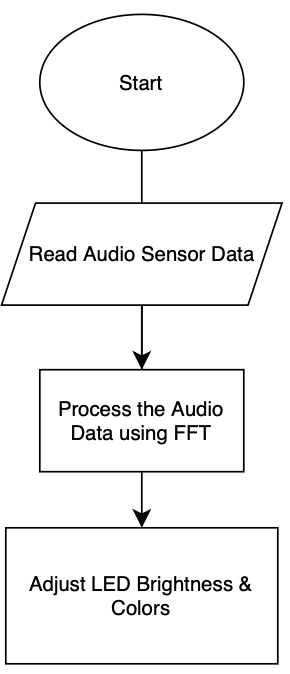 Start
Read Audio Sensor Data
Process the Audio
Data using FFT
Adjust LED Brightness &
Colors